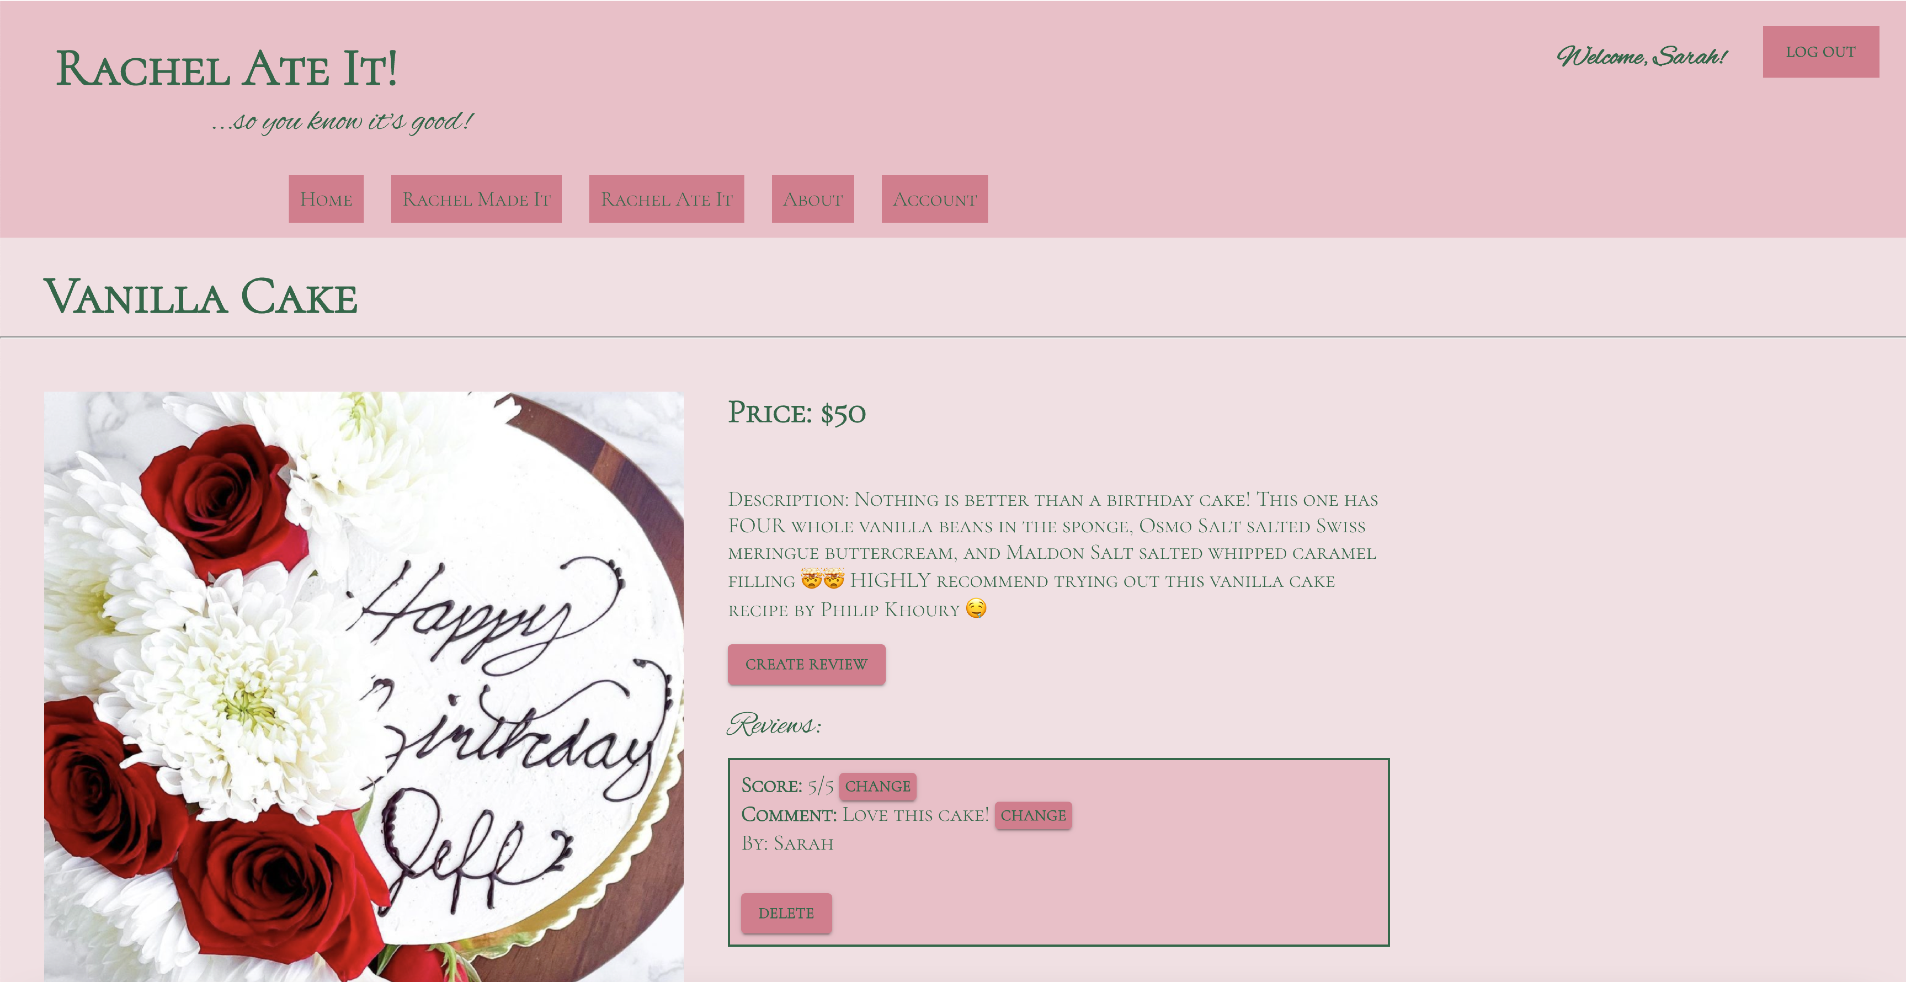 Rachel Ate It!
...so you know it's good!
Welcome, Sarah!
LOG OUT
Home
Rachel Made It
Rachel Ate It
About
Account
Vanilla Cake
Price: $50
Description: Nothing is better than a birthday cake! This one has
FOUR whole vanilla beans in the sponge, Osmo Salt salted Swiss
meringue buttercream, and Maldon Salt salted whipped caramel
filling 🤯🤯 HIGHLY recommend trying out this vanilla cake
recipe by Philip Khoury 🤤
CREATE REVIEW
Reviews:
Score: 5/5 CHANGE
Comment: Love this cake! CHANGE
By: Sarah
DELETE
Happy
Birthday
Jeff